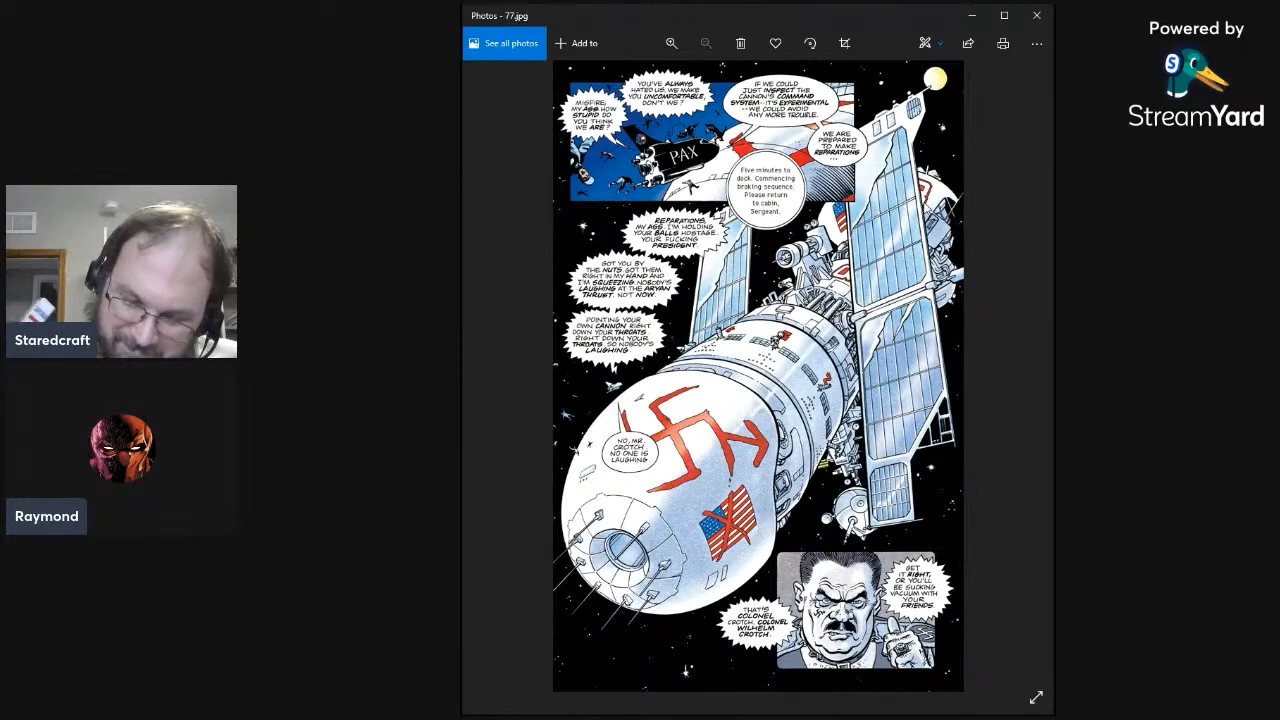 Photos - 77.jpg
See all photos
Add to
Powered by
S
StreamYard
Staredcraft
Raymond
MISFIRE,
MY ASS. HOW
STUPID DO
YOU THINK
WE ARE?
YOU'VE ALWAYS
HATED US. WE MAKE
YOU UNCOMFORTABLE,
DON'T WE?
IF WE COULD
JUST INSPECT THE
CANNON'S COMMAND
SYSTEM--IT'S EXPERIMENTAL
--WE COULD AVOID
ANY MORE TROUBLE.
WE ARE
PREPARED
TO MAKE
REPARATIONS
...
PAX
Five minutes to
dock. Commencing
braking sequence.
Please return
to cabin,
Sergeant.
REPARATIONS,
MY ASS. I'M HOLDING
YOUR BALLS HOSTAGE.
YOUR FUCKING
PRESIDENT.
GOT YOU BY
THE NUTS. GOT THEM
RIGHT IN MY HAND AND
I'M SQUEEZING. NOBODY'S
LAUGHING AT THE ARYAN
THRUST. NOT NOW.
POINTING YOUR
OWN CANNON RIGHT
DOWN YOUR THROATS.
RIGHT DOWN YOUR
THROATS SO NOBODY'S
LAUGHING.
NO, MR.
CROTCH.
NO ONE IS
LAUGHING.
THAT'S
COLONEL
CROTCH. COLONEL
WILHELM
CROTCH.
GET
IT RIGHT,
OR YOU'LL
BE SUCKING
VACUUM WITH
YOUR
FRIENDS.